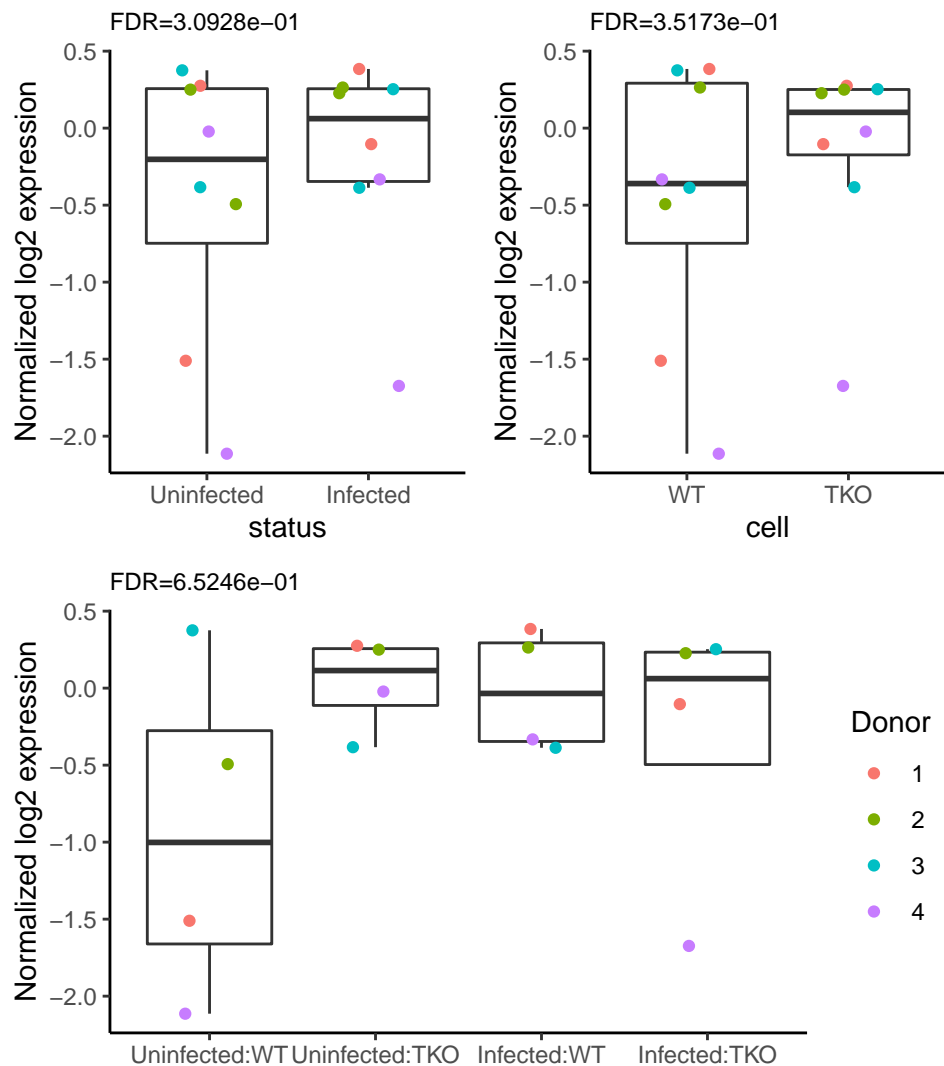 FDR=3.0928e−01
Normalized log2 expression
0.5
0.0
−0.5
−1.0
−1.5
−2.0
Uninfected Infected
status
FDR=3.5173e−01
Normalized log2 expression
0.5
0.0
−0.5
−1.0
−1.5
−2.0
WT TKO
cell
FDR=6.5246e−01
Normalized log2 expression
0.5
0.0
−0.5
−1.0
−1.5
−2.0
Uninfected:WT Uninfected:TKO Infected:WT Infected:TKO
Donor
1
2
3
4